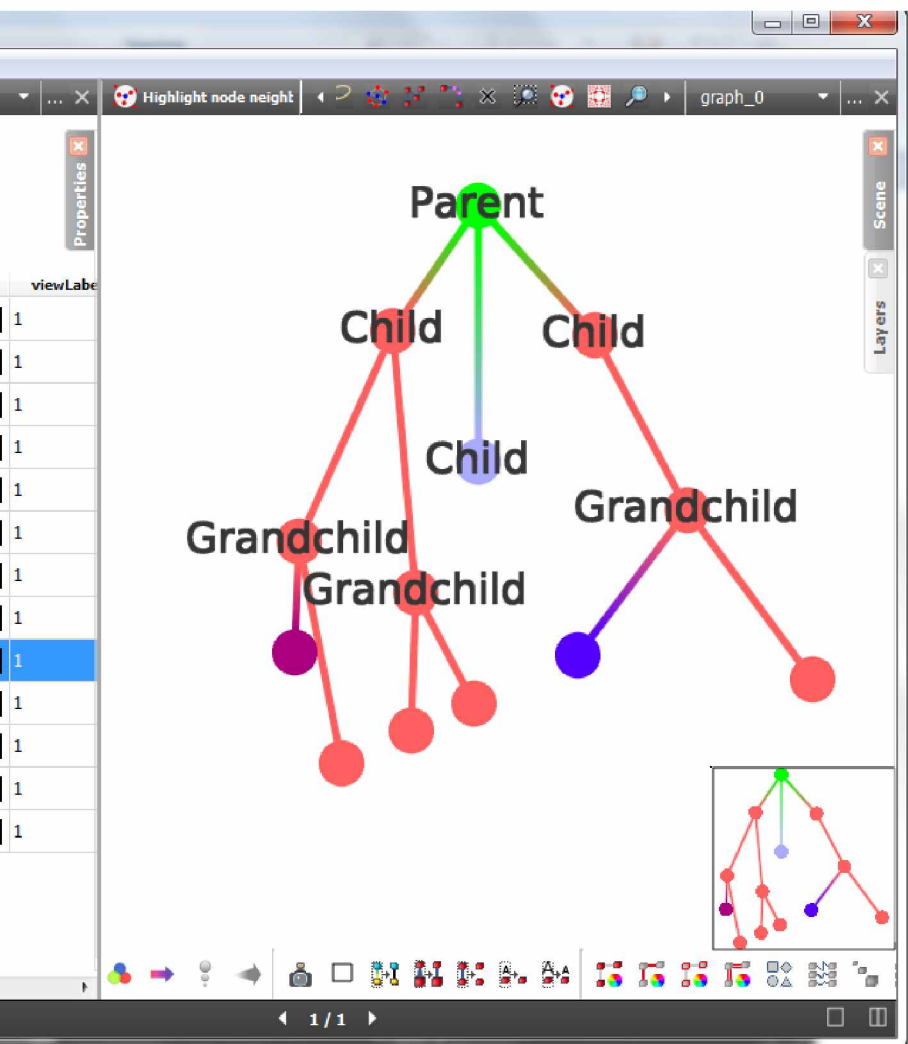 ... Highlight node neight graph_0 ...
Properties
Scene
Layers
viewLabe
1
1
1
1
1
1
1
1
1
1
1
1
1
Parent
Child Child
Child
Grandchild
Grandchild
Grandchild
1 / 1